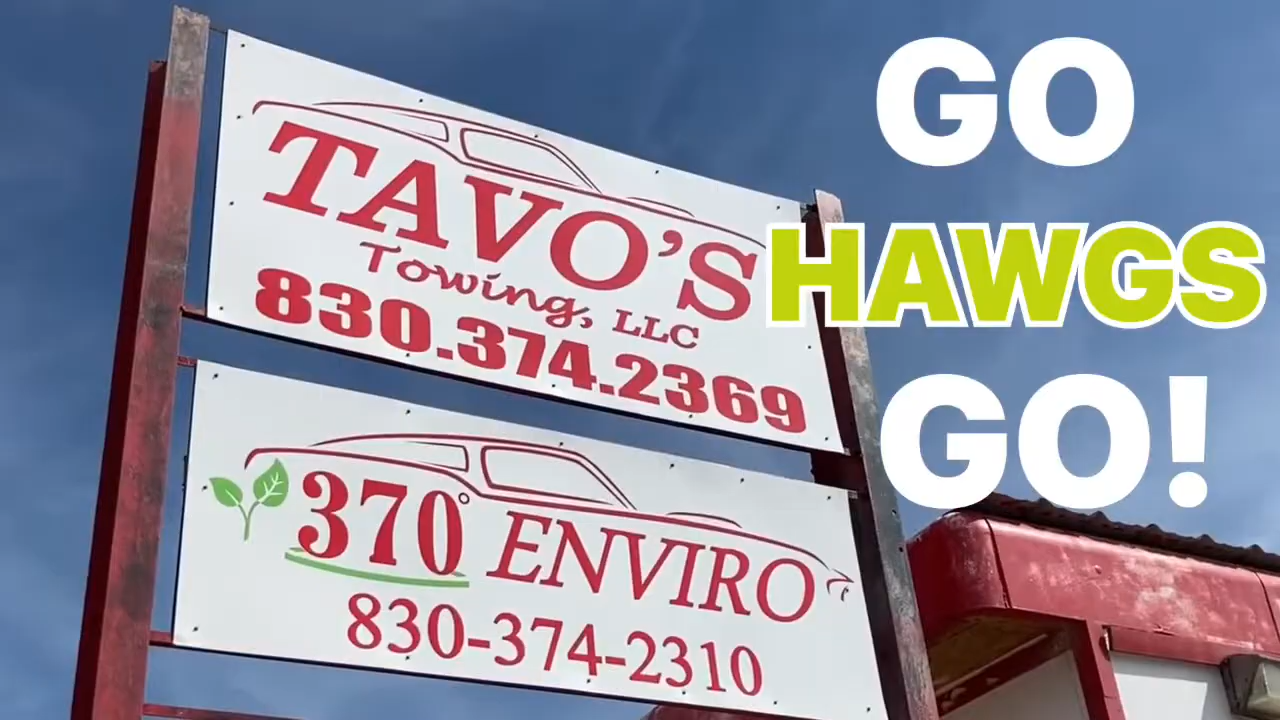 TAVO'S
Towing, LLC
830.374.2369
370° ENVIRO
830-374-2310
GO
HAWGS
GO!